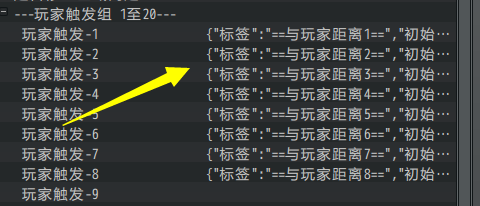 ---玩家触发组 1至20---
玩家触发-1 {"标签":"==与玩家距离1==","初始…
玩家触发-2 {"标签":"==与玩家距离2==","初始…
玩家触发-3 {"标签":"==与玩家距离3==","初始…
玩家触发-4 {"标签":"==与玩家距离4==","初始…
玩家触发-5 {"标签":"==与玩家距离5==","初始…
玩家触发-6 {"标签":"==与玩家距离6==","初始…
玩家触发-7 {"标签":"==与玩家距离7==","初始…
玩家触发-8 {"标签":"==与玩家距离8==","初始…
玩家触发-9